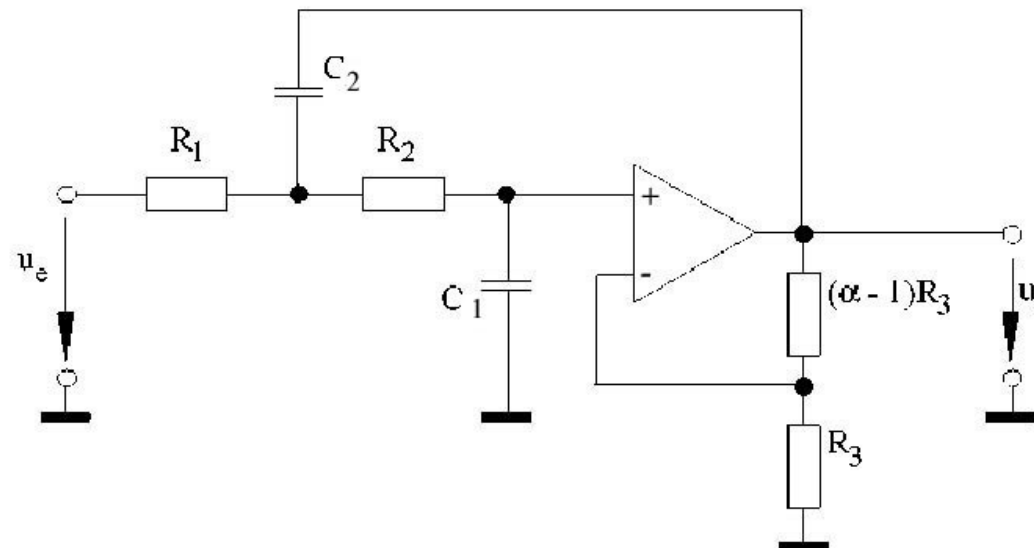 C₂
R₁
R₂
+
uₑ
-
C₁
(α - 1)R₃
u
R₃